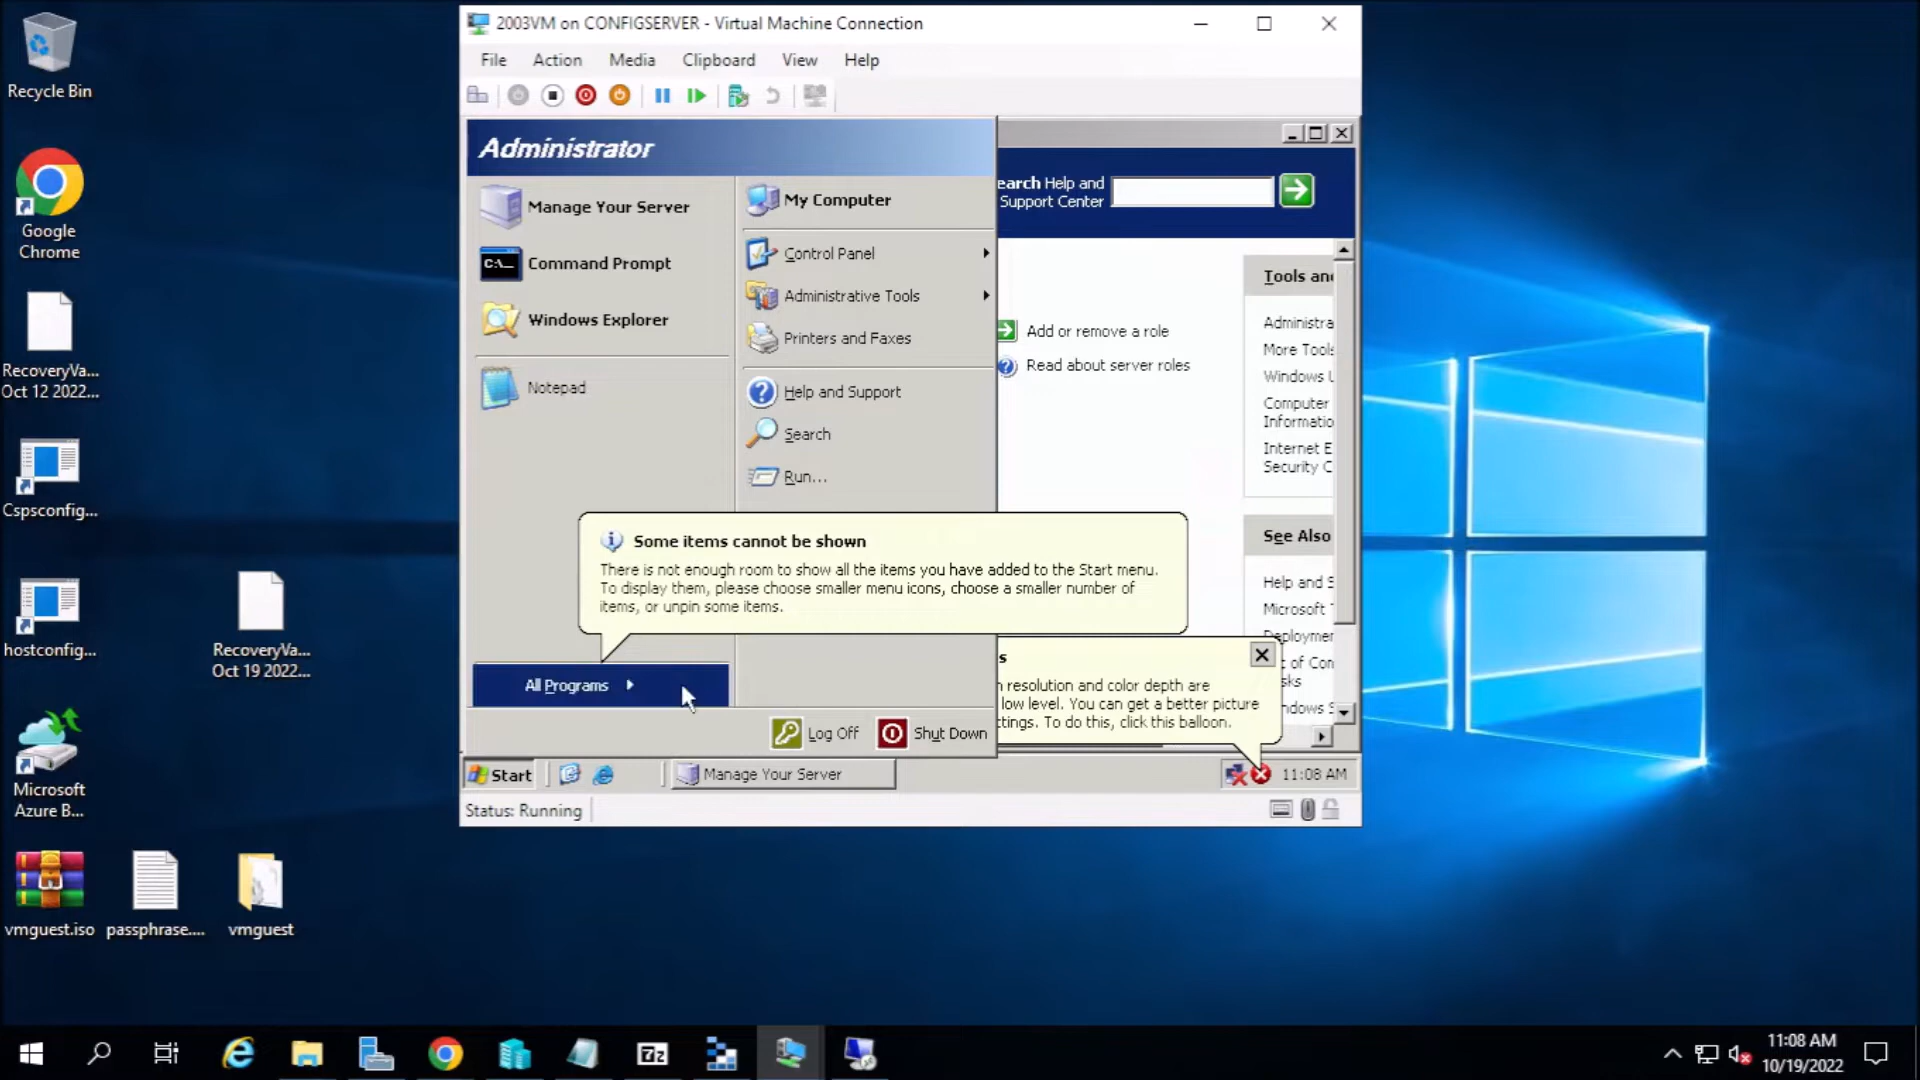 Recycle Bin
Google
Chrome
RecoveryVa...
Oct 12 2022...
Cspsconfig...
hostconfig...
RecoveryVa...
Oct 19 2022...
Microsoft
Azure B...
vmguest.iso
passphrase....
vmguest
2003VM on CONFIGSERVER - Virtual Machine Connection
File Action Media Clipboard View Help
Administrator
Manage Your Server
Command Prompt
Windows Explorer
Notepad
My Computer
Control Panel
Administrative Tools
Printers and Faxes
Help and Support
Search
Run...
Some items cannot be shown
There is not enough room to show all the items you have added to the Start menu.
To display them, please choose smaller menu icons, choose a smaller number of
items, or unpin some items.
All Programs
Log Off
Shut Down
earch Help and
Support Center
Add or remove a role
Read about server roles
Tools an
Administra
More Tools
Windows U
Computer
Informatio
Internet E
Security C
See Also
Help and S
Microsoft T
Deploymen
t of Con
sks
ndows S
s
n resolution and color depth are
low level. You can get a better picture
ttings. To do this, click this balloon.
Start
Manage Your Server
11:08 AM
Status: Running
11:08 AM
10/19/2022